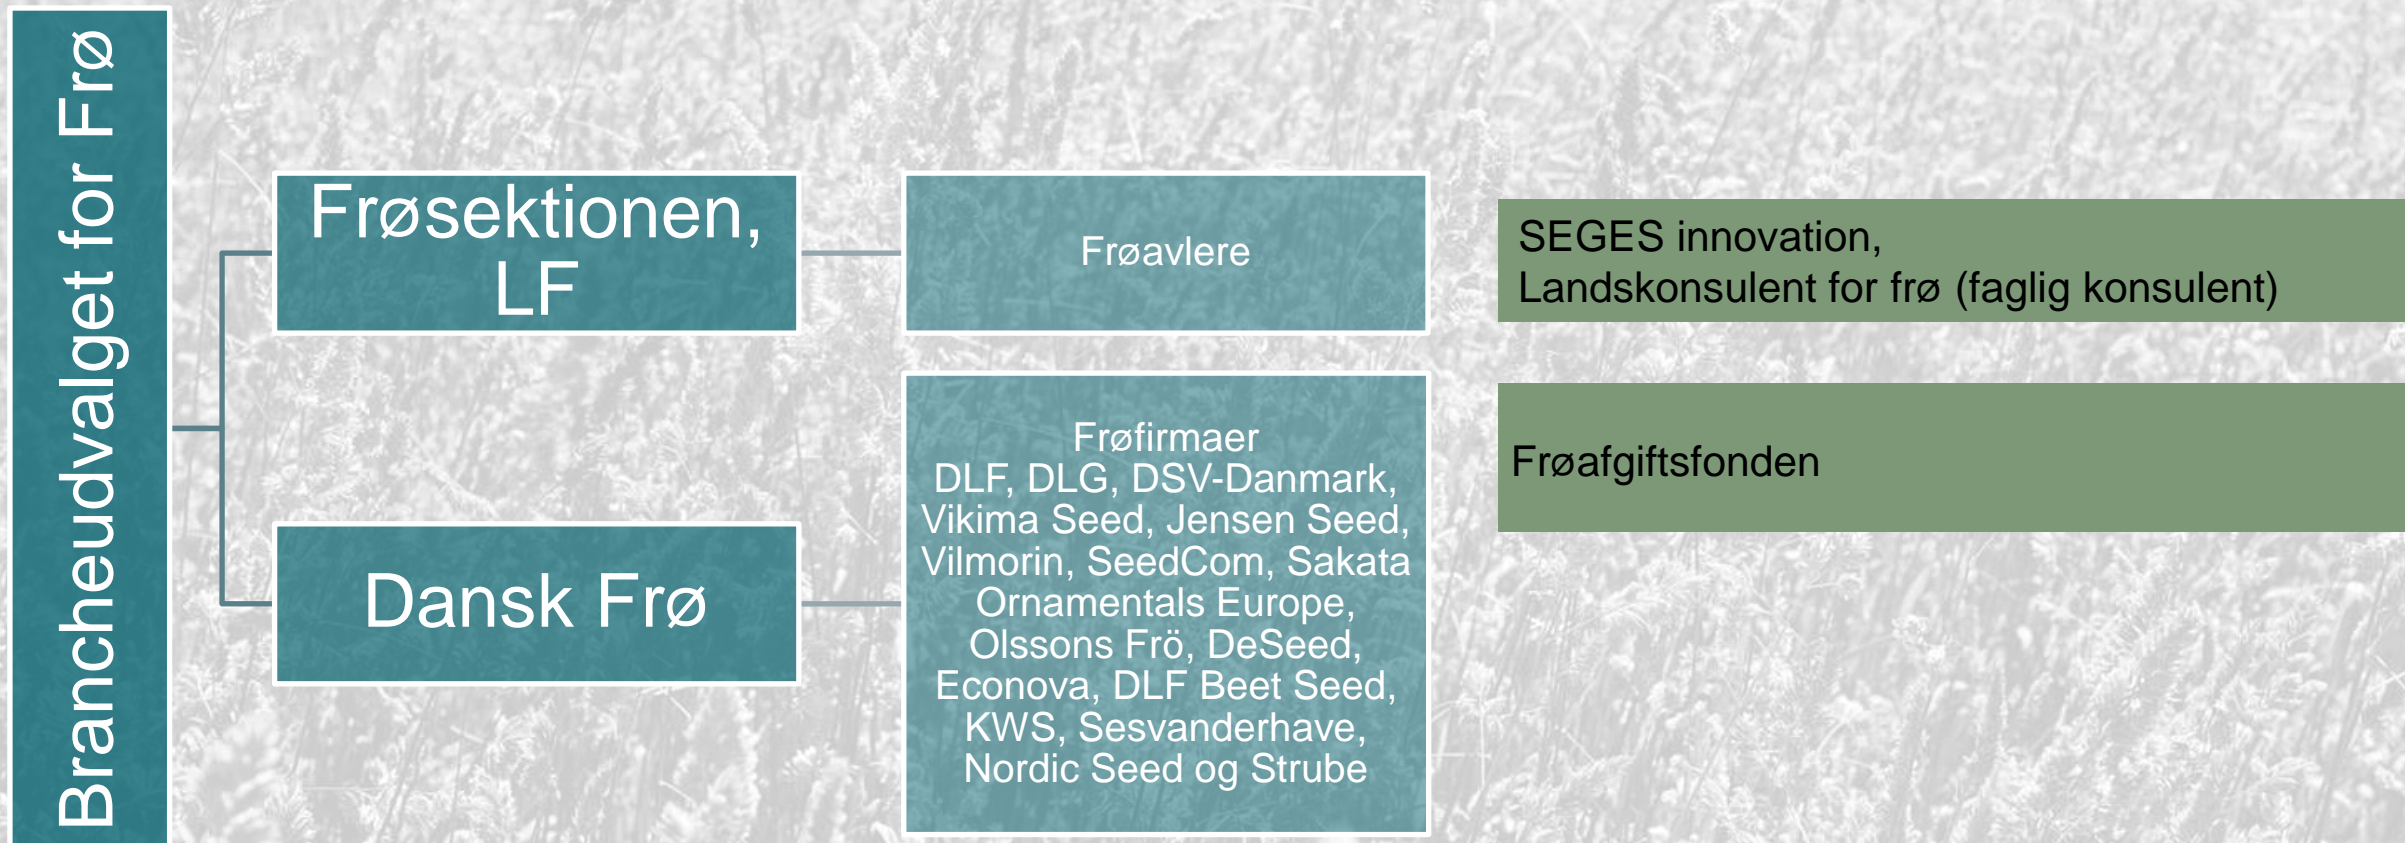 Brancheudvalget for Frø
Frøsektionen,
LF
Frøavlere
SEGES innovation,
Landskonsulent for frø (faglig konsulent)
Dansk Frø
Frøfirmaer
DLF, DLG, DSV-Danmark,
Vikima Seed, Jensen Seed,
Vilmorin, SeedCom, Sakata
Ornamentals Europe,
Olssons Frö, DeSeed,
Econova, DLF Beet Seed,
KWS, Sesvanderhave,
Nordic Seed og Strube
Frøafgiftsfonden